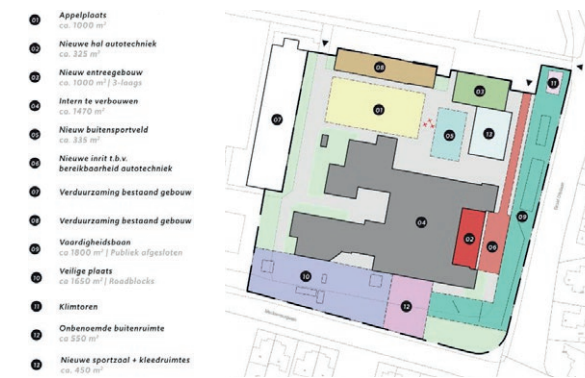 01 Appelplaats
ca. 1000 m²
02 Nieuwe hal autotechniek
ca. 325 m²
03 Nieuw entreegebouw
ca. 1000 m² | 3-laags
04 Intern te verbouwen
ca. 1470 m²
05 Nieuw buitensportveld
ca. 335 m²
06 Nieuwe inrit t.b.v.
bereikbaarheid autotechniek
07 Verduurzaming bestaand gebouw
08 Verduurzaming bestaand gebouw
09 Vaardigheidsbaan
ca 1800 m² | Publiek afgesloten
10 Veilige plaats
ca 1650 m² | Roadblocks
11 Klimtoren
12 Onbenoemde buitenruimte
ca 550 m²
13 Nieuwe sportzaal + kleedruimtes
ca. 450 m²
08
11
03
01
07
05
13
09
04
02
06
10
12